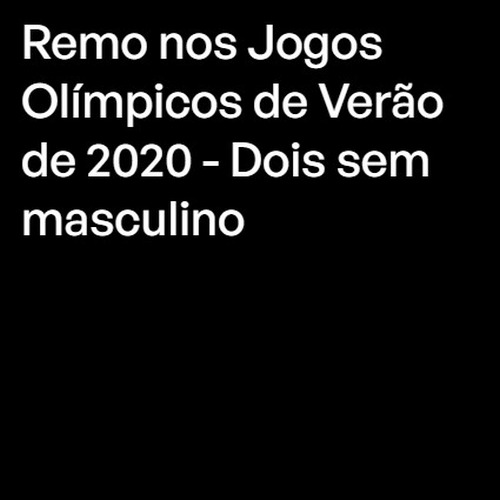 Remo nos Jogos
Olímpicos de Verão
de 2020 - Dois sem
masculino